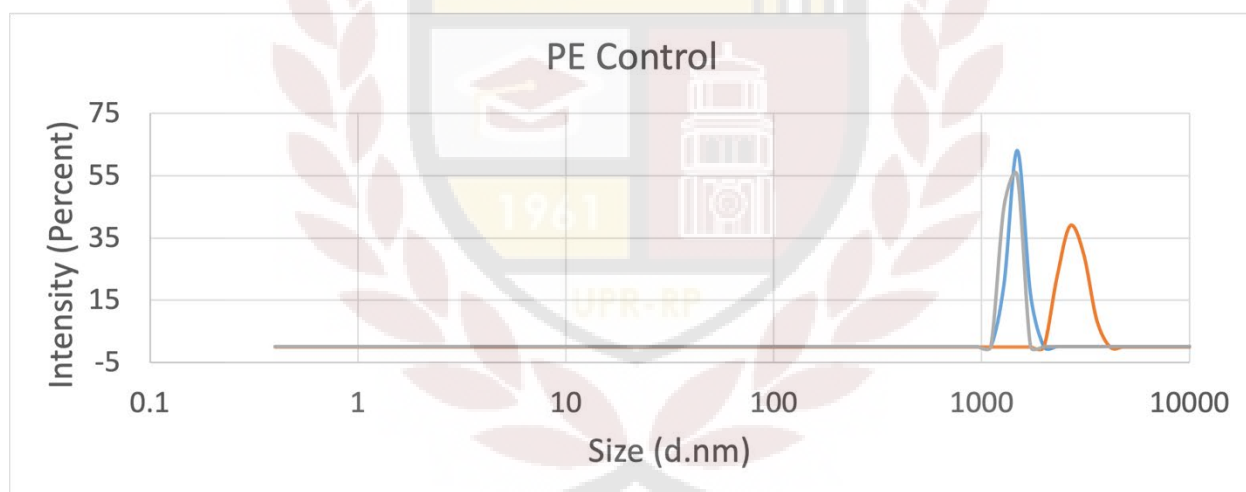 PE Control
Intensity (Percent)
75
55
35
15
-5
0.1 1 10 100 1000 10000
Size (d.nm)
1961
UPR-RP